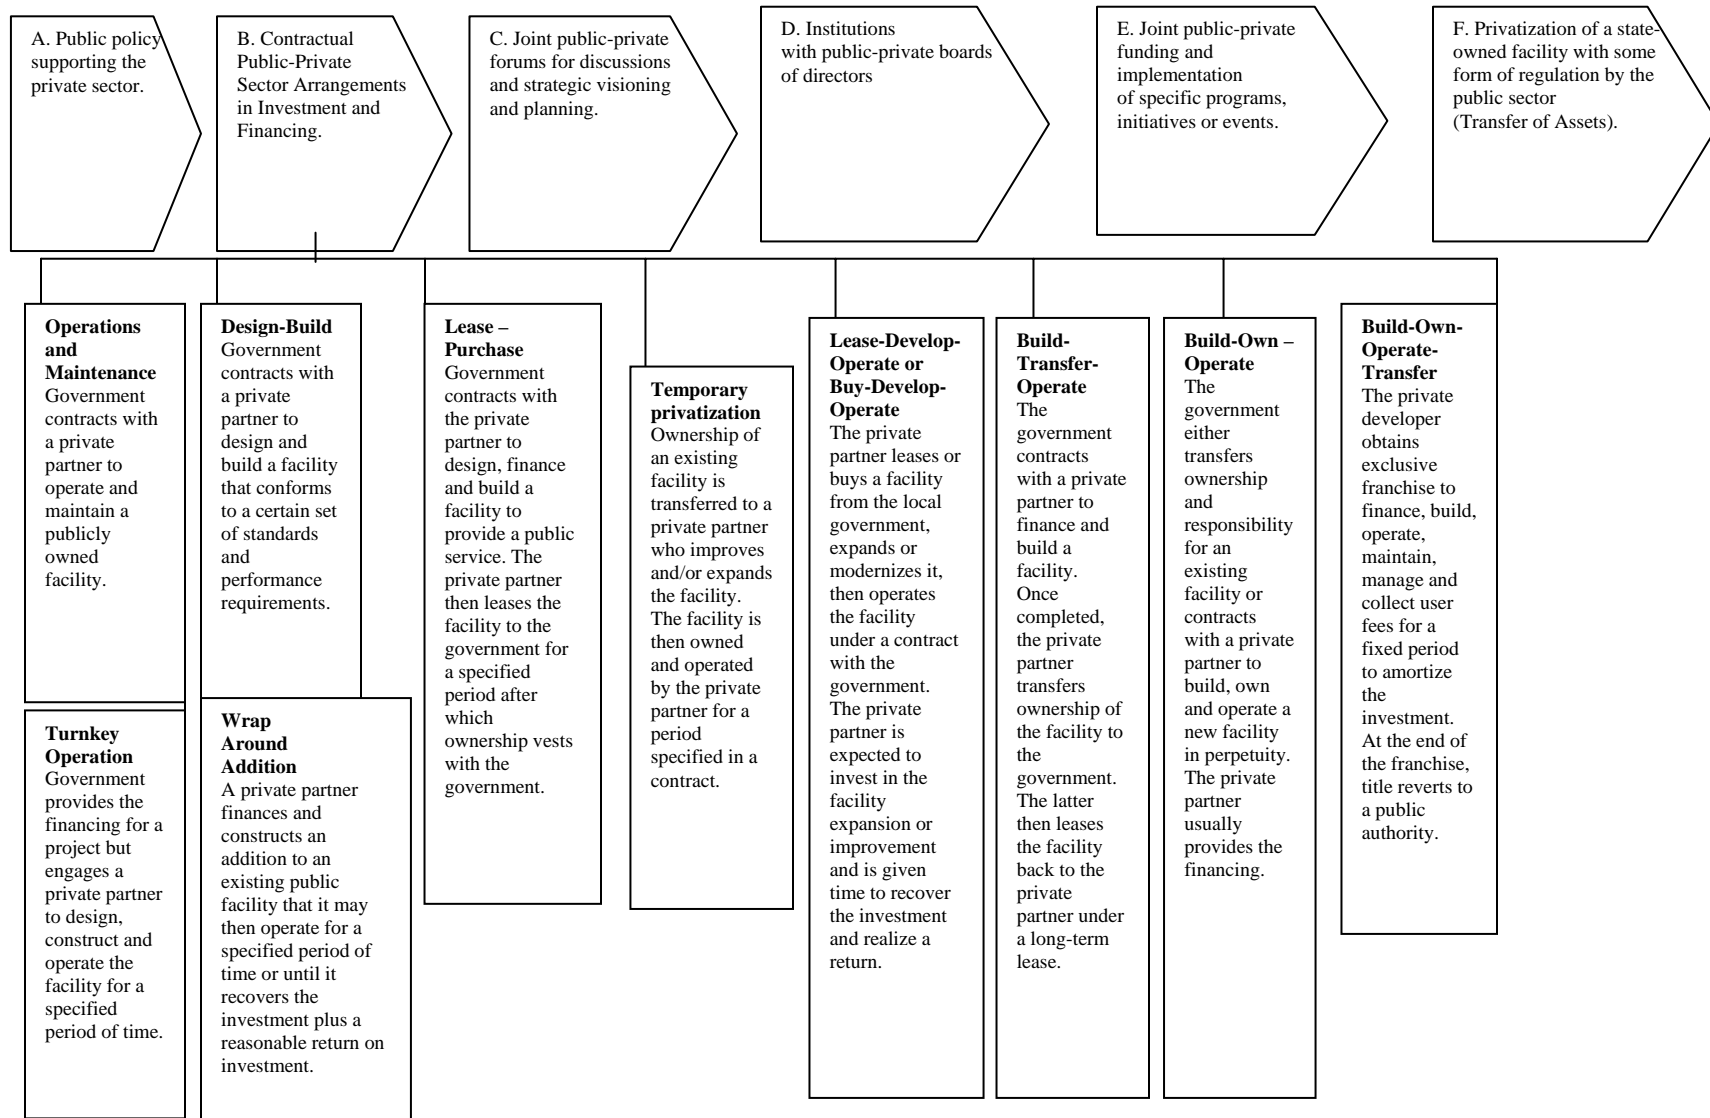 A. Public policy
supporting the
private sector.
B. Contractual
Public-Private
Sector Arrangements
in Investment and
Financing.
C. Joint public-private
forums for discussions
and strategic visioning
and planning.
D. Institutions
with public-private boards
of directors
E. Joint public-private
funding and
implementation
of specific programs,
initiatives or events.
F. Privatization of a state-
owned facility with some
form of regulation by the
public sector
(Transfer of Assets).
Operations
and
Maintenance
Government
contracts with
a private
partner to
operate and
maintain a
publicly
owned
facility.
Turnkey
Operation
Government
provides the
financing for a
project but
engages a
private partner
to design,
construct and
operate the
facility for a
specified
period of time.
Design-Build
Government
contracts with
a private
partner to
design and
build a facility
that conforms
to a certain set
of standards
and
performance
requirements.
Wrap
Around
Addition
A private partner
finances and
constructs an
addition to an
existing public
facility that it may
then operate for a
specified period of
time or until it
recovers the
investment plus a
reasonable return on
investment.
Lease –
Purchase
Government
contracts with
the private
partner to
design, finance
and build a
facility to
provide a public
service. The
private partner
then leases the
facility to the
government for
a specified
period after
which
ownership vests
with the
government.
Temporary
privatization
Ownership of
an existing
facility is
transferred to a
private partner
who improves
and/or expands
the facility.
The facility is
then owned
and operated
by the private
partner for a
period
specified in a
contract.
Lease-Develop-
Operate or
Buy-Develop-
Operate
The private
partner leases or
buys a facility
from the local
government,
expands or
modernizes it,
then operates
the facility
under a contract
with the
government.
The private
partner is
expected to
invest in the
facility
expansion or
improvement
and is given
time to recover
the investment
and realize a
return.
Build-
Transfer-
Operate
The
government
contracts
with a private
partner to
finance and
build a
facility.
Once
completed,
the private
partner
transfers
ownership of
the facility to
the
government.
The latter
then leases
the facility
back to the
private
partner under
a long-term
lease.
Build-Own –
Operate
The
government
either
transfers
ownership
and
responsibility
for an
existing
facility or
contracts
with a private
partner to
build, own
and operate a
new facility
in perpetuity.
The private
partner
usually
provides the
financing.
Build-Own-
Operate-
Transfer
The private
developer
obtains
exclusive
franchise to
finance, build,
operate,
maintain,
manage and
collect user
fees for a
fixed period
to amortize
the
investment.
At the end of
the franchise,
title reverts to
a public
authority.